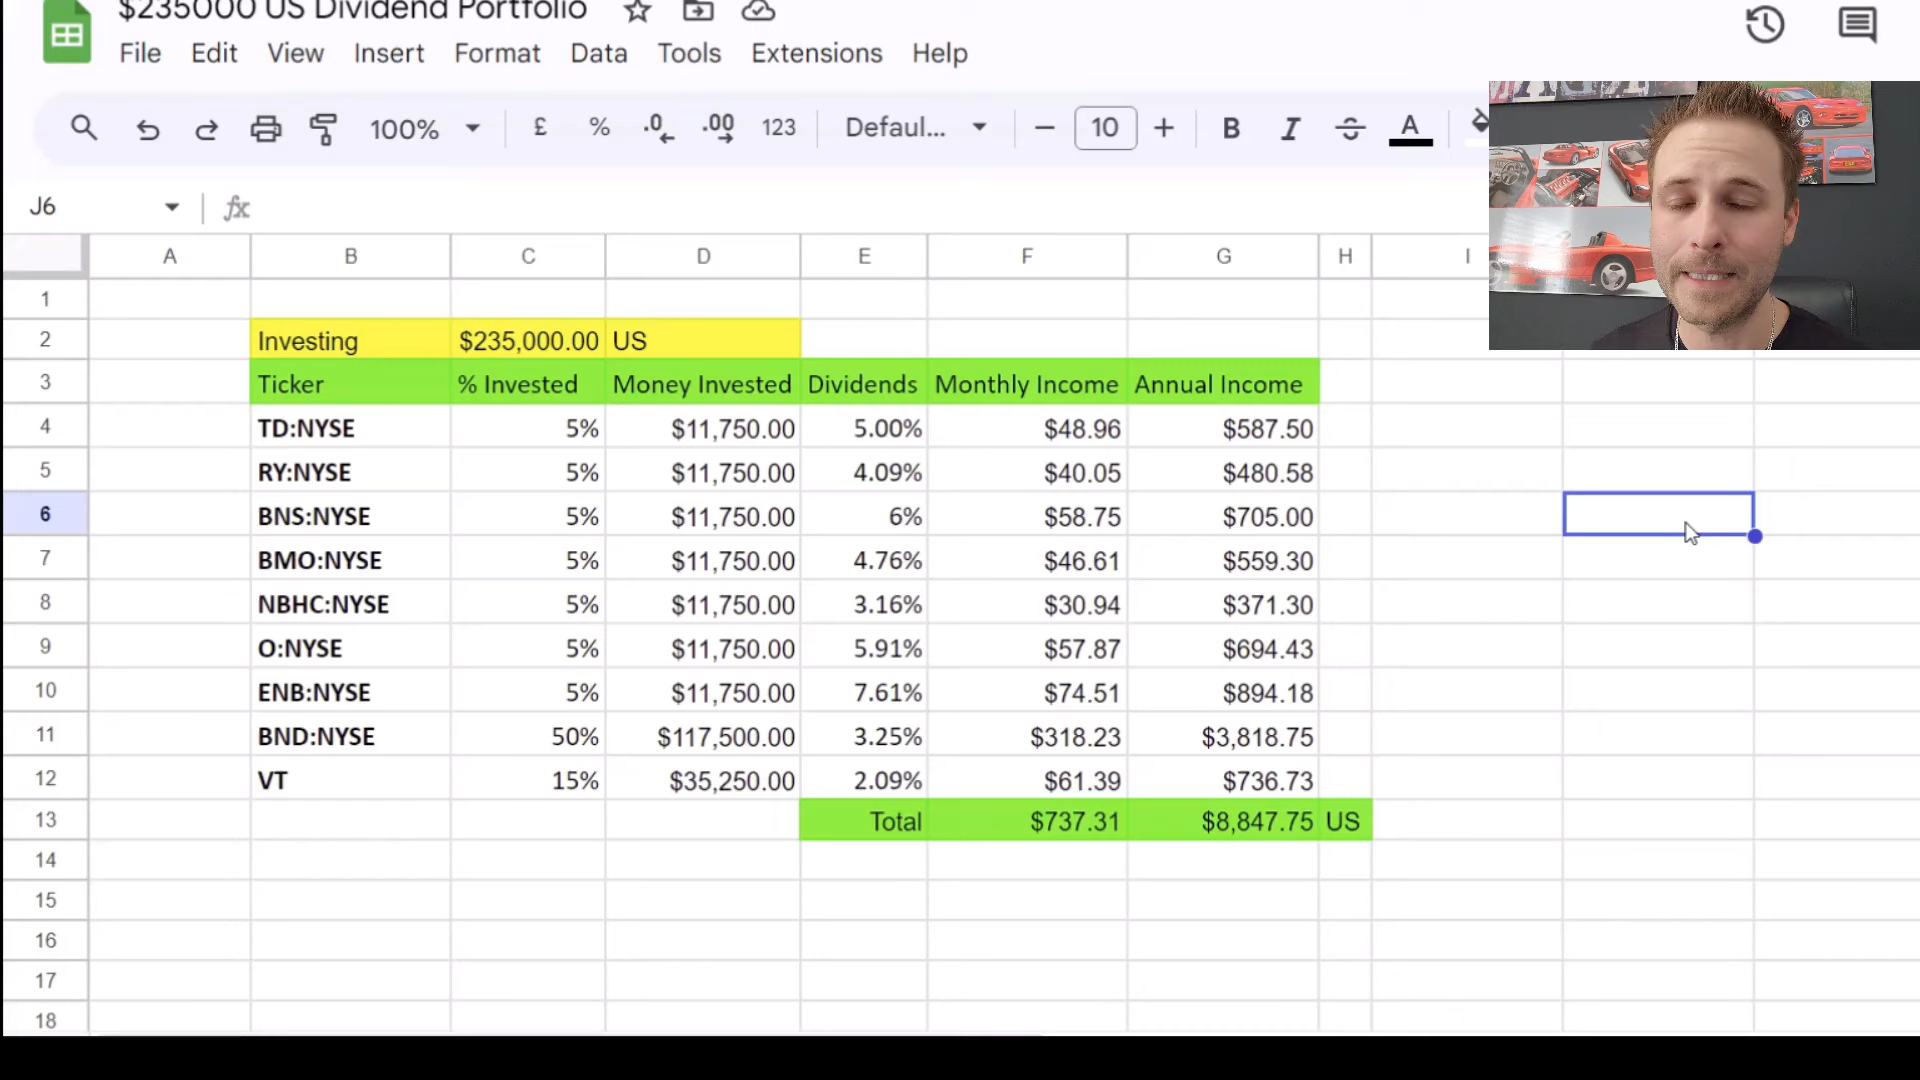 $235000 US Dividend Portfolio
File Edit View Insert Format Data Tools Extensions Help
100% £ % .0 .00 123 Defaul... 10 B I A
J6 fx
A B C D E F G H I
1
2 Investing $235,000.00 US
3 Ticker % Invested Money Invested Dividends Monthly Income Annual Income
4 TD:NYSE 5% $11,750.00 5.00% $48.96 $587.50
5 RY:NYSE 5% $11,750.00 4.09% $40.05 $480.58
6 BNS:NYSE 5% $11,750.00 6% $58.75 $705.00
7 BMO:NYSE 5% $11,750.00 4.76% $46.61 $559.30
8 NBHC:NYSE 5% $11,750.00 3.16% $30.94 $371.30
9 O:NYSE 5% $11,750.00 5.91% $57.87 $694.43
10 ENB:NYSE 5% $11,750.00 7.61% $74.51 $894.18
11 BND:NYSE 50% $117,500.00 3.25% $318.23 $3,818.75
12 VT 15% $35,250.00 2.09% $61.39 $736.73
13 Total $737.31 $8,847.75 US
14
15
16
17
18